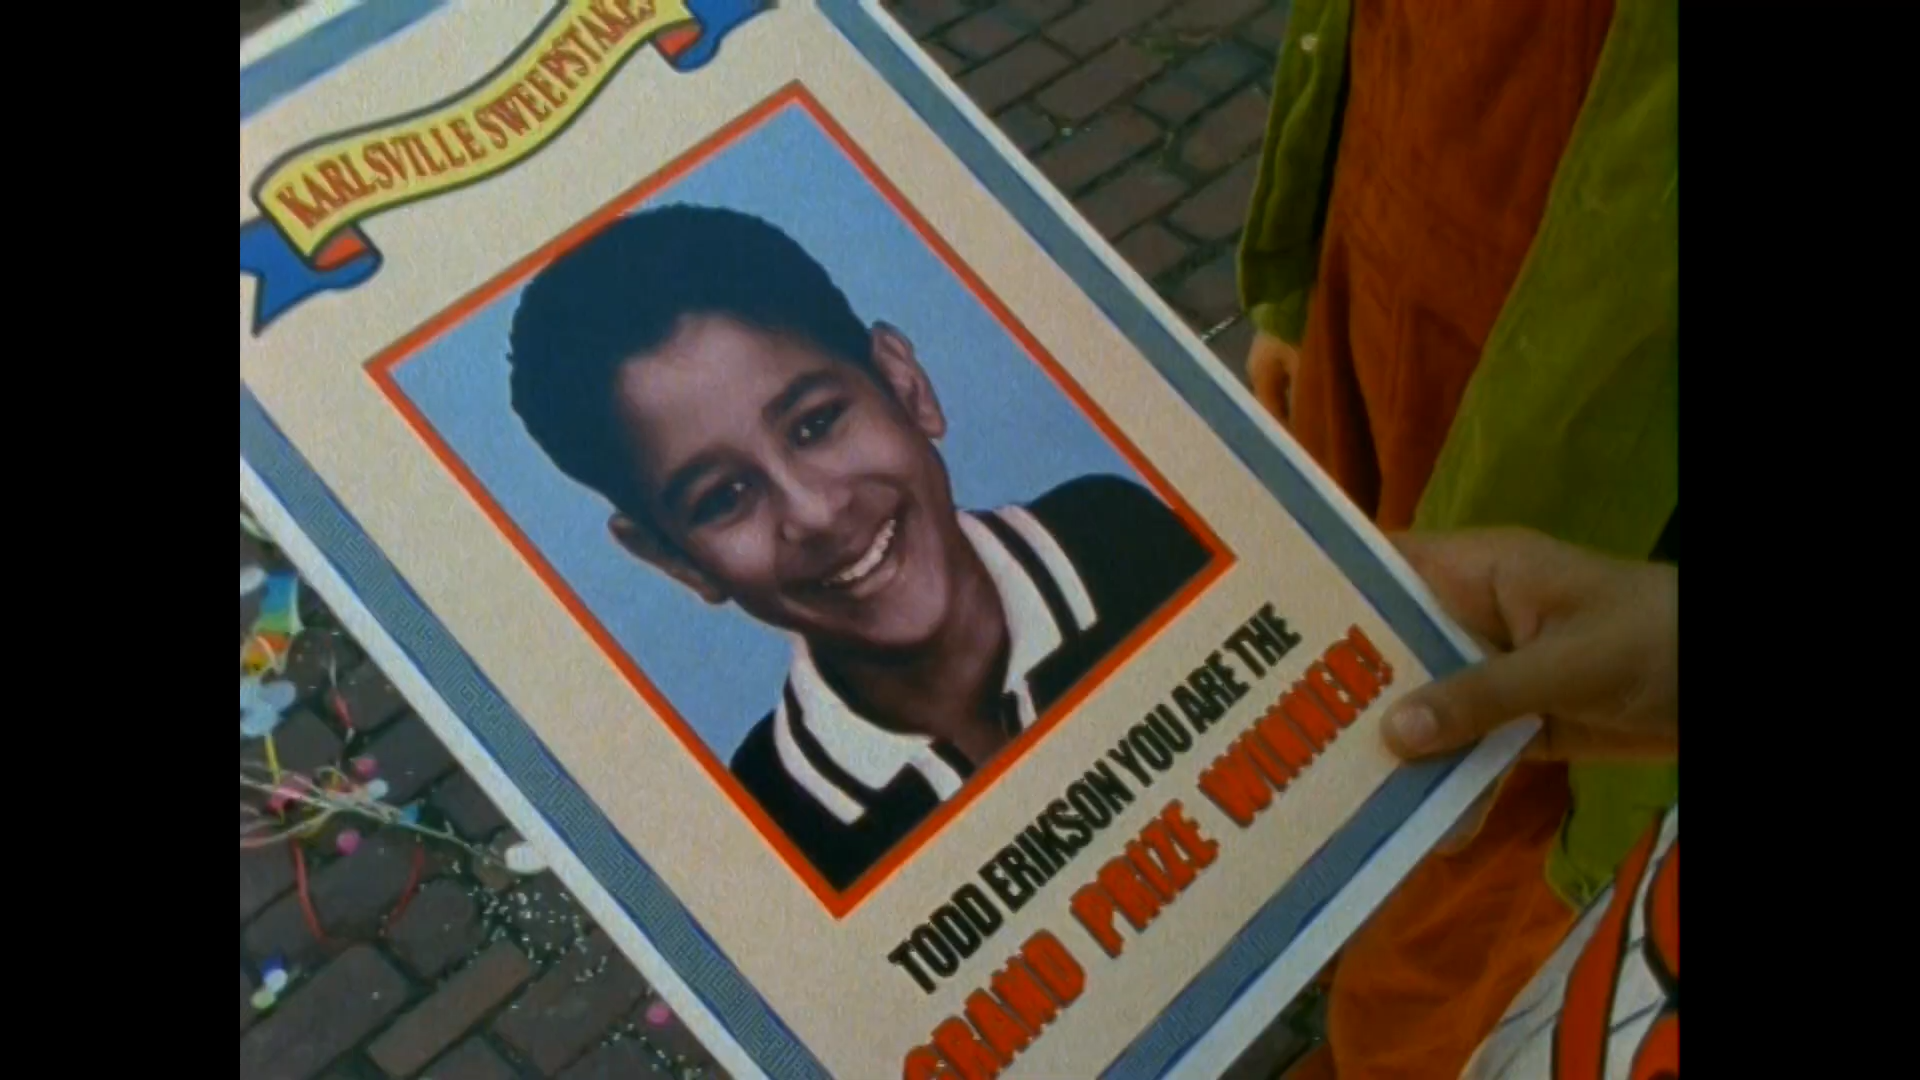 KARLSVILLE SWEEPSTAKES
TODD ERIKSON YOU ARE THE
GRAND PRIZE WINNER!